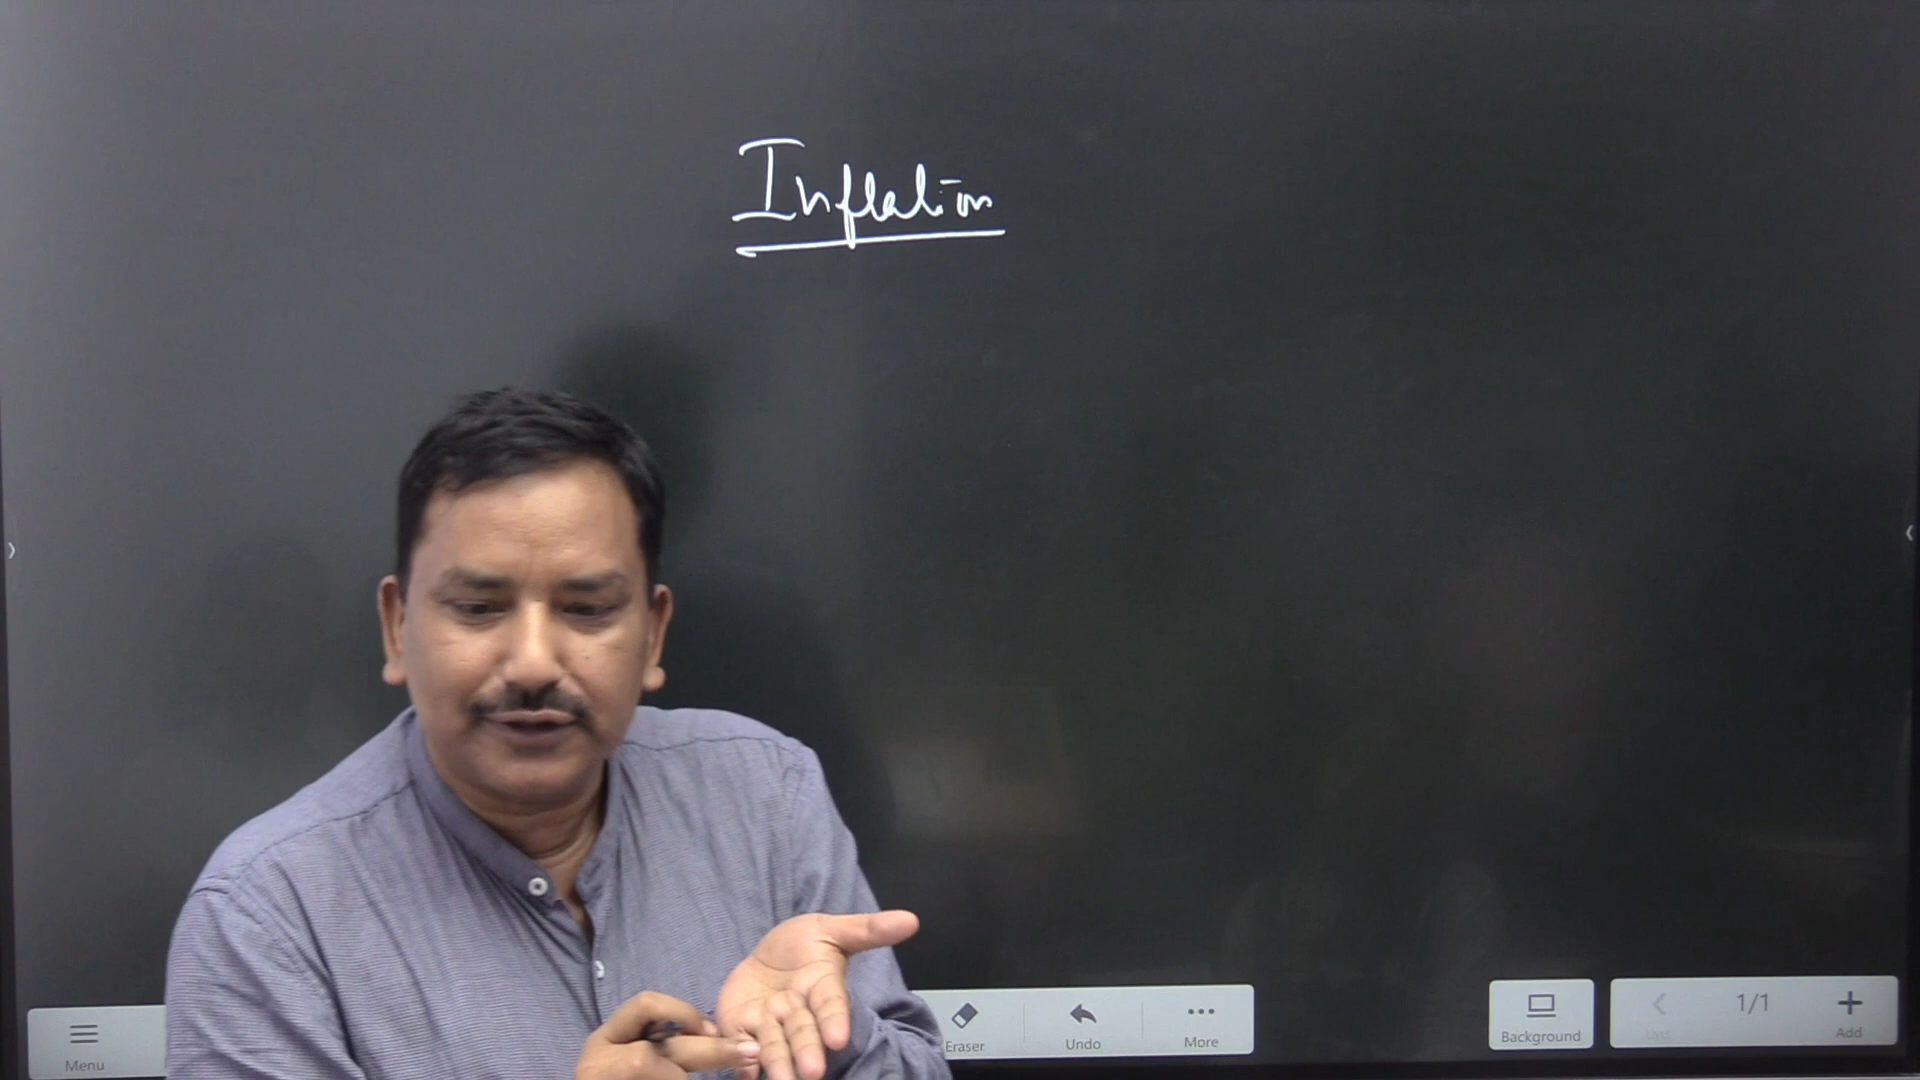 Inflation
Menu
Eraser
Undo
More
Background
1/1
Add